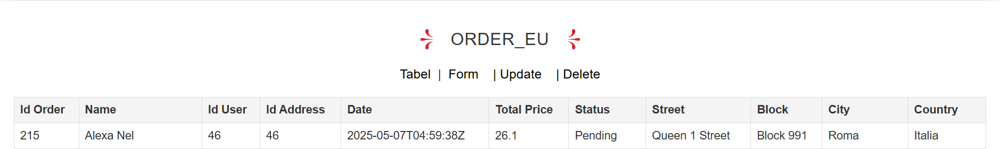 ORDER_EU
Tabel | Form | Update | Delete
Id Order Name Id User Id Address Date Total Price Status Street Block City Country
215 Alexa Nel 46 46 2025-05-07T04:59:38Z 26.1 Pending Queen 1 Street Block 991 Roma Italia